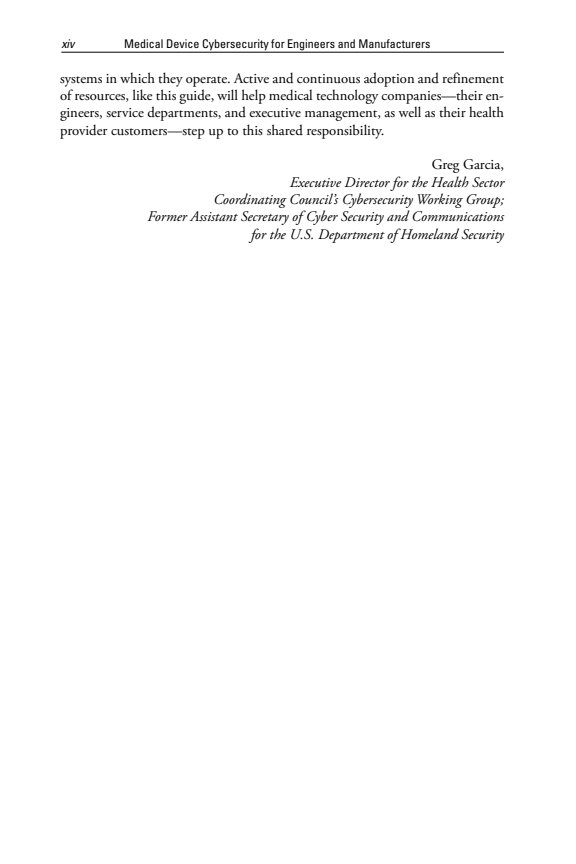 xiv Medical Device Cybersecurity for Engineers and Manufacturers
systems in which they operate. Active and continuous adoption and refinement
of resources, like this guide, will help medical technology companies—their en-
gineers, service departments, and executive management, as well as their health
provider customers—step up to this shared responsibility.
Greg Garcia,
Executive Director for the Health Sector
Coordinating Council’s Cybersecurity Working Group;
Former Assistant Secretary of Cyber Security and Communications
for the U.S. Department of Homeland Security